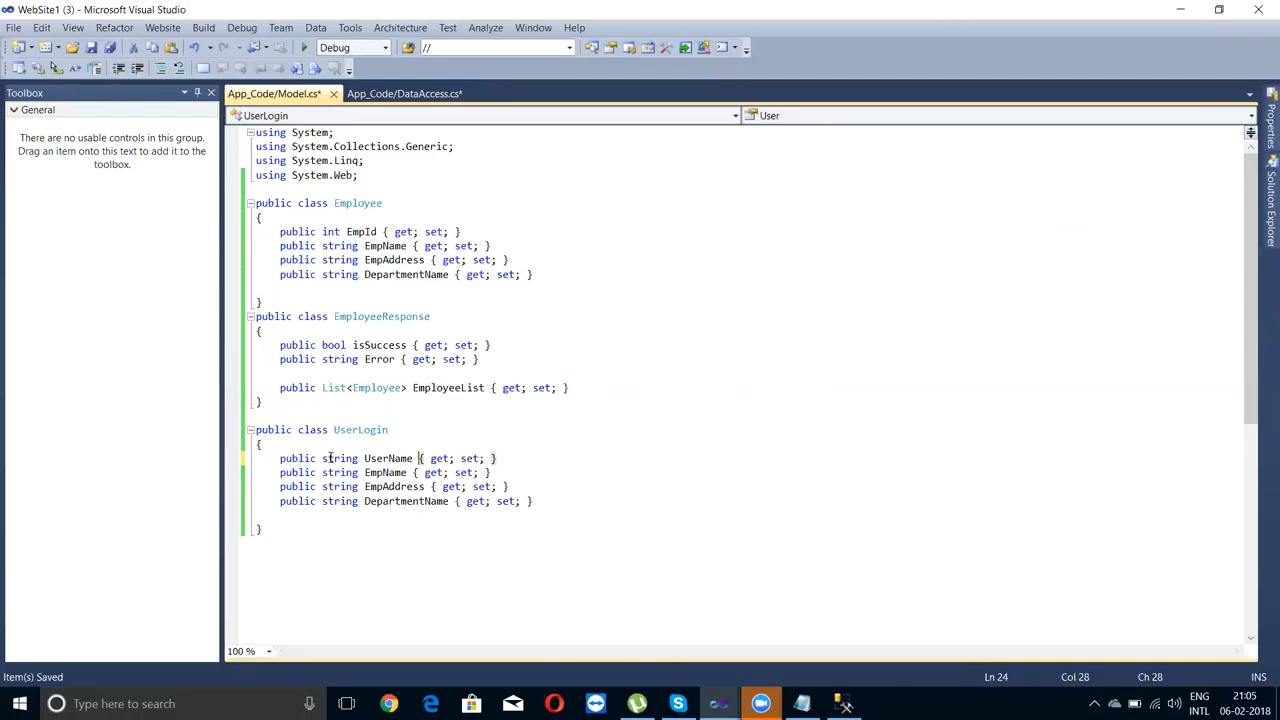 WebSite1 (3) - Microsoft Visual Studio
File Edit View Refactor Website Build Debug Team Data Tools Architecture Test Analyze Window Help
Debug //
Toolbox
General
There are no usable controls in this group.
Drag an item onto this text to add it to the
toolbox.
App_Code/Model.cs* App_Code/DataAccess.cs*
UserLogin User
using System;
using System.Collections.Generic;
using System.Linq;
using System.Web;
public class Employee
{
public int EmpId { get; set; }
public string EmpName { get; set; }
public string EmpAddress { get; set; }
public string DepartmentName { get; set; }
}
public class EmployeeResponse
{
public bool isSuccess { get; set; }
public string Error { get; set; }
public List<Employee> EmployeeList { get; set; }
}
public class UserLogin
{
public string UserName { get; set; }
public string EmpName { get; set; }
public string EmpAddress { get; set; }
public string DepartmentName { get; set; }
}
100 %
Properties
Solution Explorer
Item(s) Saved Ln 24 Col 28 Ch 28 INS
Type here to search
ENG 21:05
INTL 06-02-2018